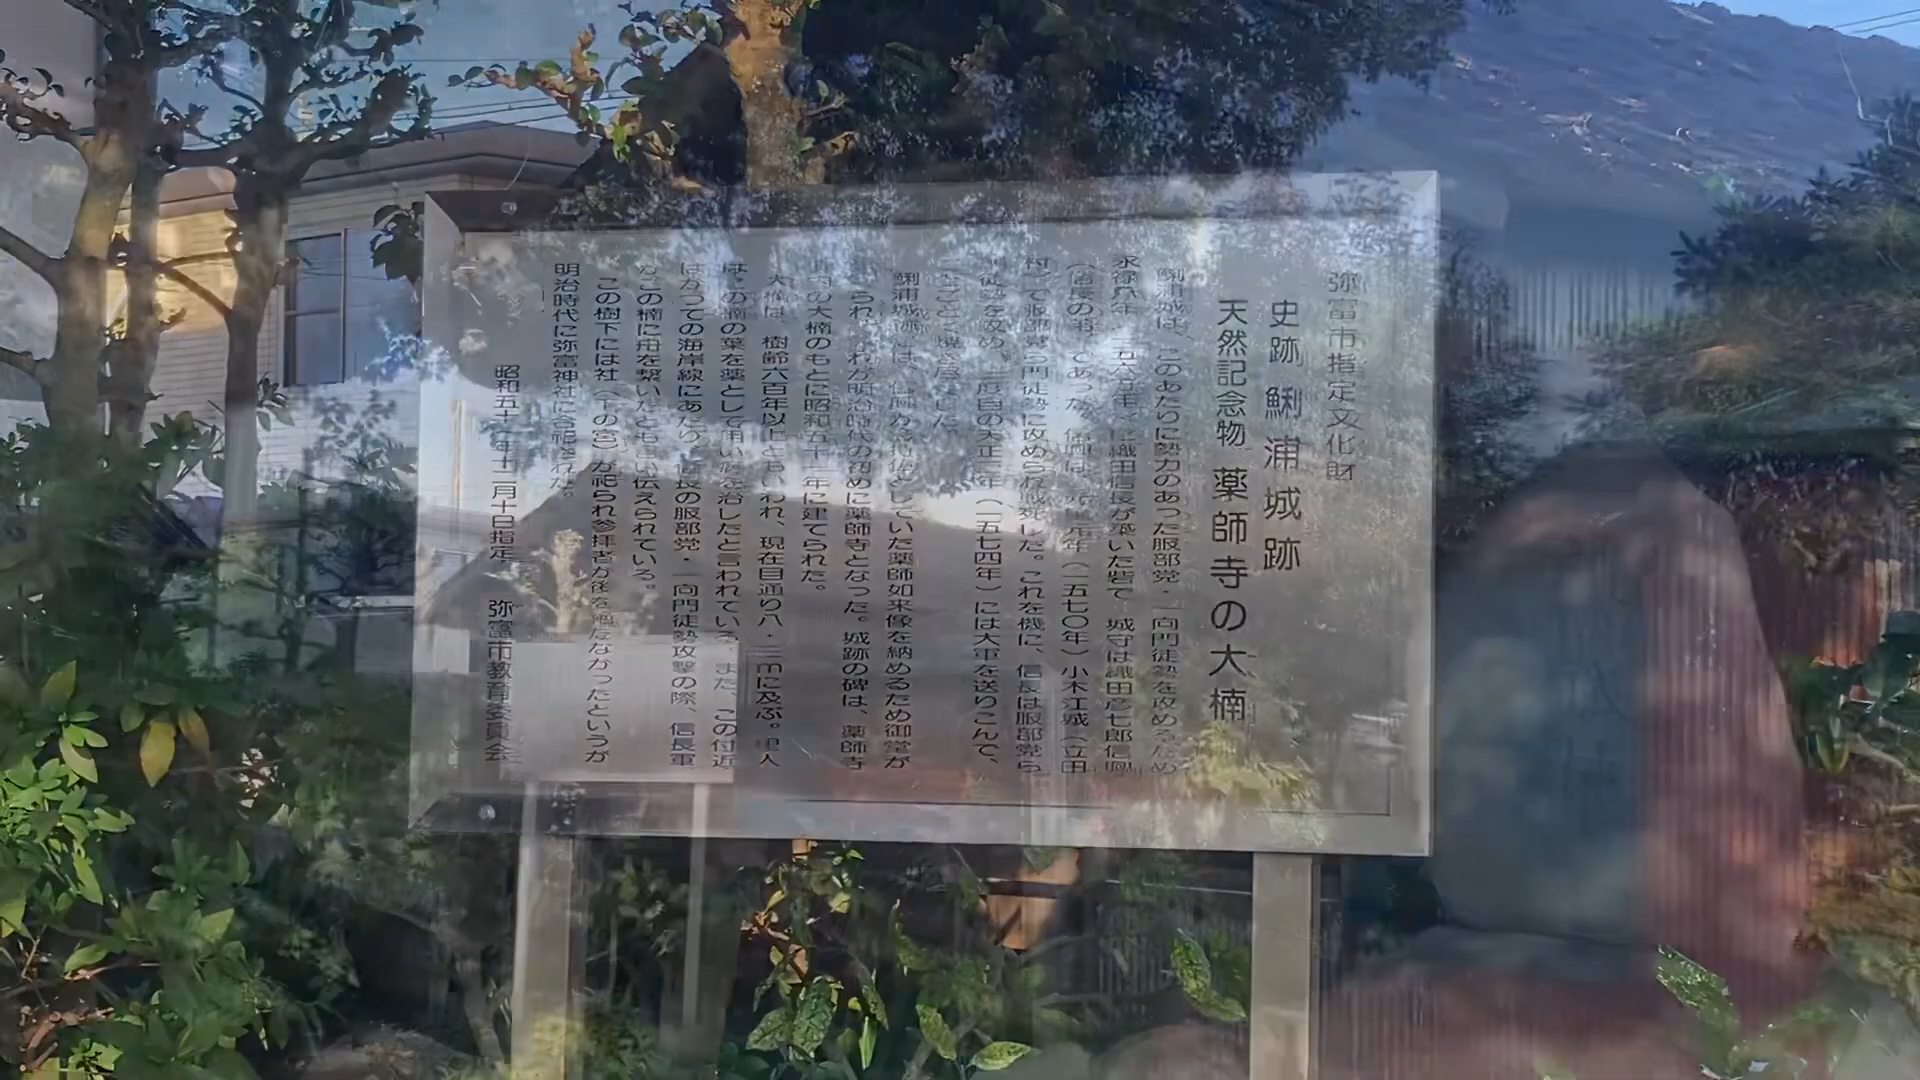 弥富市指定文化財
史跡 鯏浦城跡
天然記念物 薬師寺の大楠
鯏浦城は、このあたりに勢力のあった服部党・一向門徒勢を攻めるため
永禄八年 に織田信長が築いた砦で 城守は織田彦七郎信興
(信長の弟)であった。信興は、元亀元年(一五七〇年)小木江城(立田
村)で服部党ら門徒勢に攻められ戦死した。これを機に、信長は服部党ら
門徒勢を攻め、三度目の天正二年(一五七四年)には大軍を送りこんで、
ことごとく焼き尽くした。
鯏浦城跡には、信興が していた薬師如来像を納めるため御堂が
られ、 が明治時代の初めに薬師寺となった。城跡の碑は、薬師寺
内の大楠のもとに昭和五十 年に建てられた。
大楠は、樹齢六百年以上ともいわれ、現在目通り八・三mに及ぶ。里人
はこの楠の葉を薬として用い を治したと言われている。また、この付近
はかつての海岸線にあたり、信長の服部党・一向門徒勢攻撃の際、信長軍
がこの楠に舟を繋いだとも言い伝えられている。
この樹下には社( の宮)が祀られ参拝者が後を絶たなかったというが
明治時代に弥富神社に合祀された。
昭和五十 年十二月十日指定 弥富市教育委員会